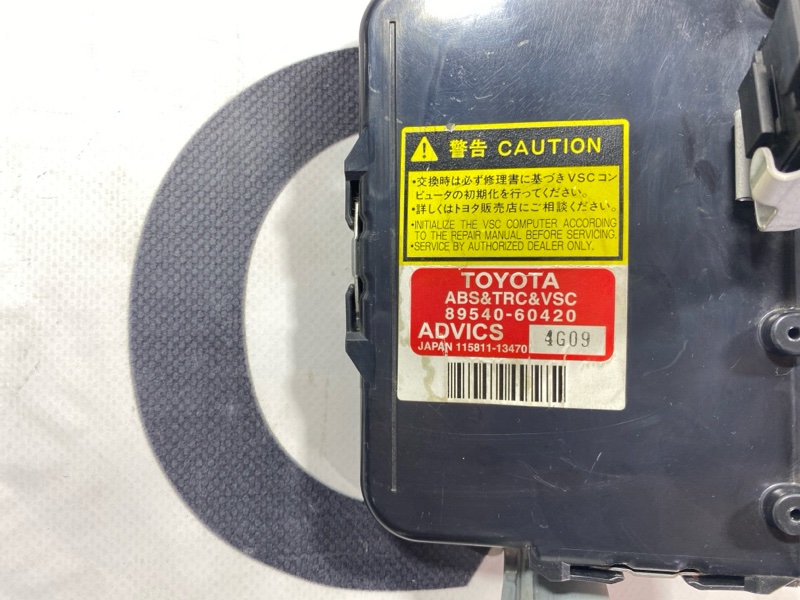 警告 CAUTION
•交換時は必ず修理書に基づきVSCコン
ピュータの初期化を行ってください。
•詳しくはトヨタ販売店にご相談ください。
•INITIALIZE THE VSC COMPUTER ACCORDING
TO THE REPAIR MANUAL BEFORE SERVICING.
•SERVICE BY AUTHORIZED DEALER ONLY.
TOYOTA
ABS&TRC&VSC
89540-60420
ADVICS 4G09
JAPAN 115811-13470